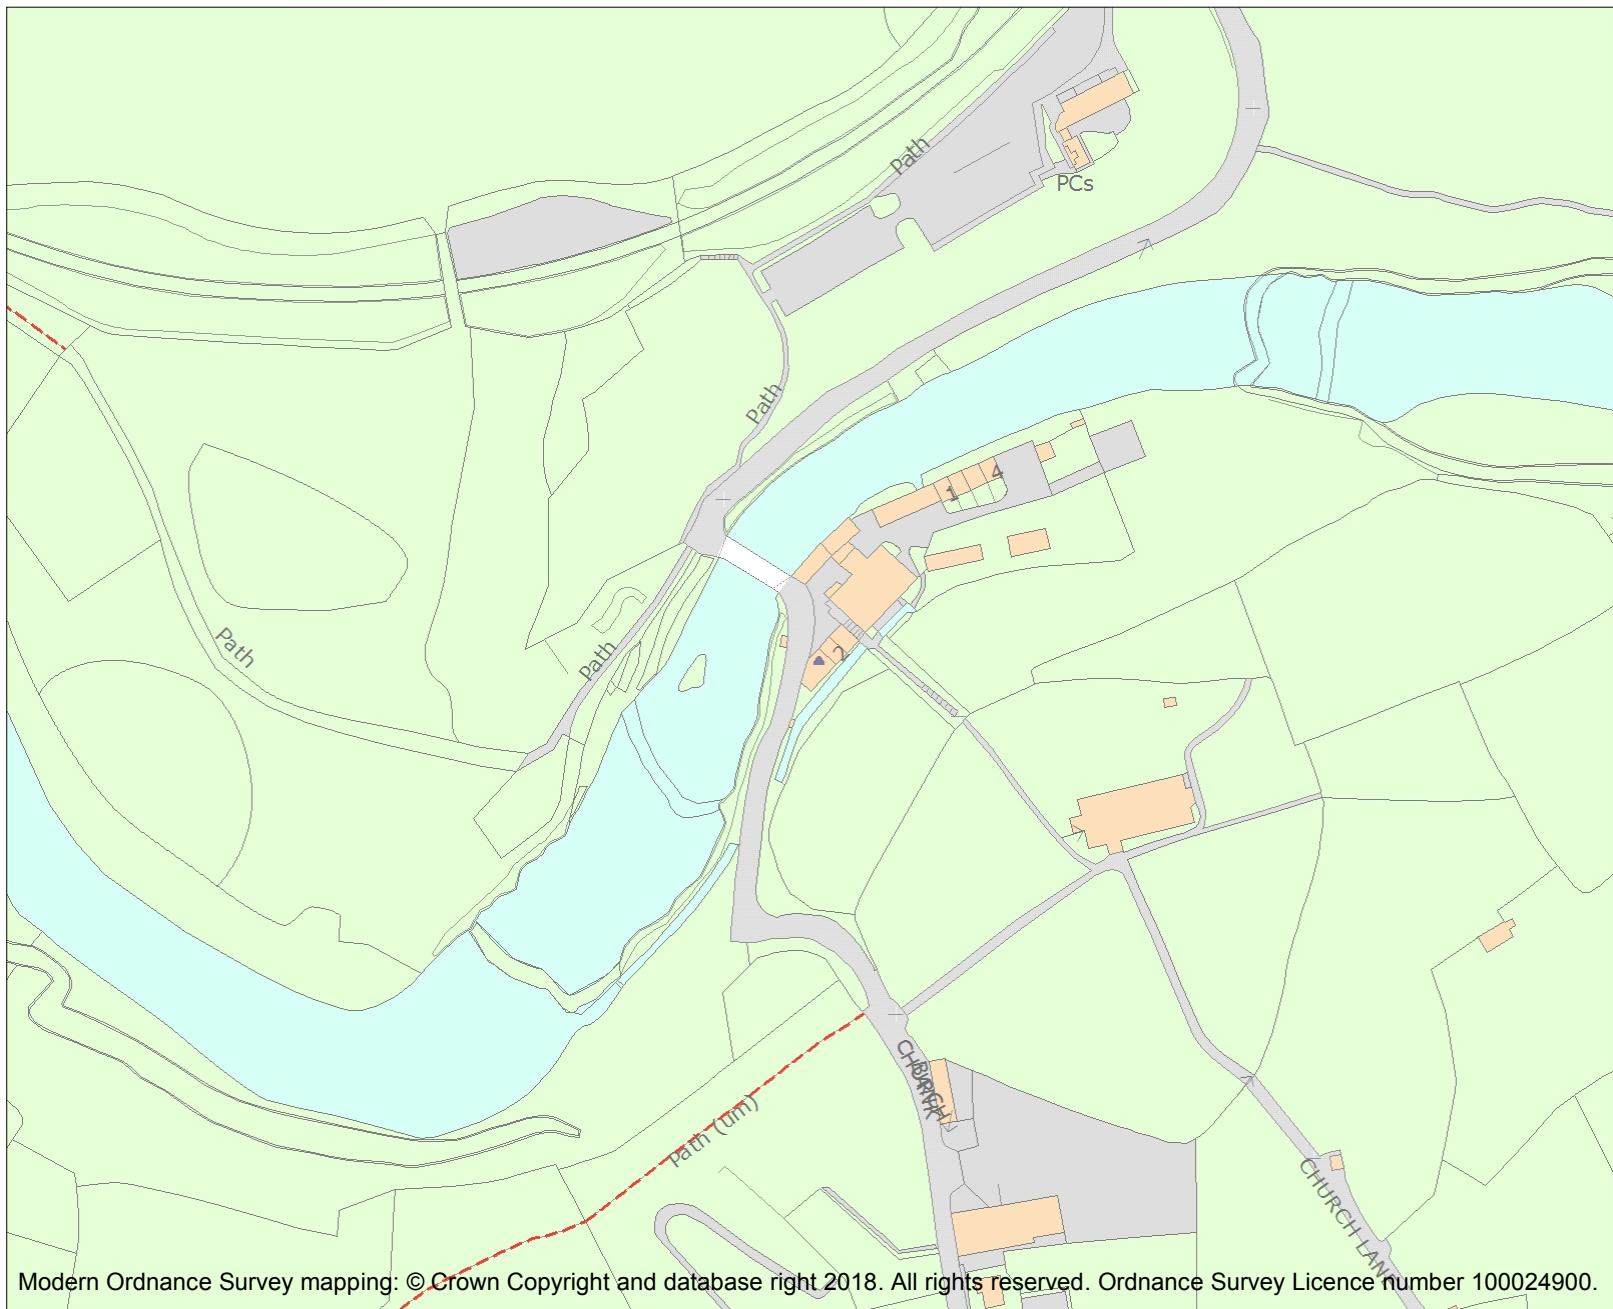 Path
PCs
Path
4
1
Path
Path
2
CHURCH BANK
Path (um)
CHURCH LANE
Modern Ordnance Survey mapping: © Crown Copyright and database right 2018. All rights reserved. Ordnance Survey Licence number 100024900.